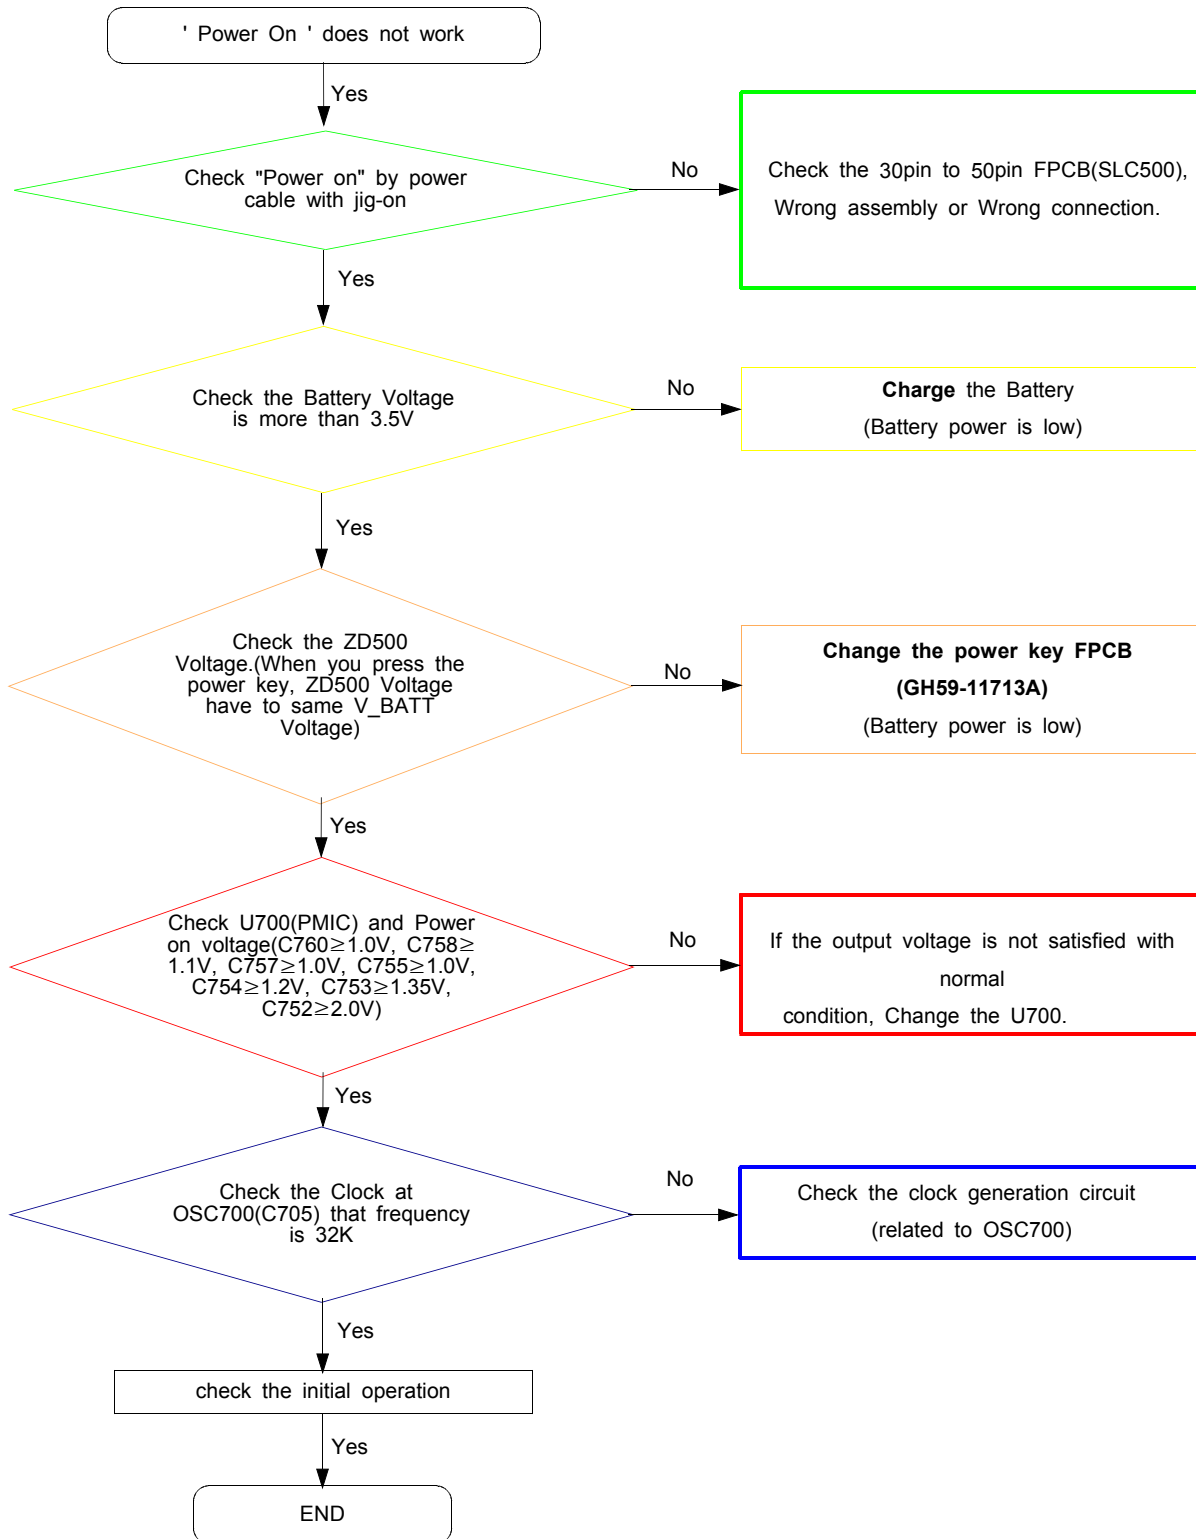 ' Power On ' does not work
Yes
Check "Power on" by power
cable with jig-on
No
Check the 30pin to 50pin FPCB(SLC500),
Wrong assembly or Wrong connection.
Yes
Check the Battery Voltage
is more than 3.5V
No
Charge the Battery
(Battery power is low)
Yes
Check the ZD500
Voltage.(When you press the
power key, ZD500 Voltage
have to same V_BATT
Voltage)
No
Change the power key FPCB
(GH59-11713A)
(Battery power is low)
Yes
Check U700(PMIC) and Power
on voltage(C760≥1.0V, C758≥
1.1V, C757≥1.0V, C755≥1.0V,
C754≥1.2V, C753≥1.35V,
C752≥2.0V)
No
If the output voltage is not satisfied with
normal
condition, Change the U700.
Yes
Check the Clock at
OSC700(C705) that frequency
is 32K
No
Check the clock generation circuit
(related to OSC700)
Yes
check the initial operation
Yes
END